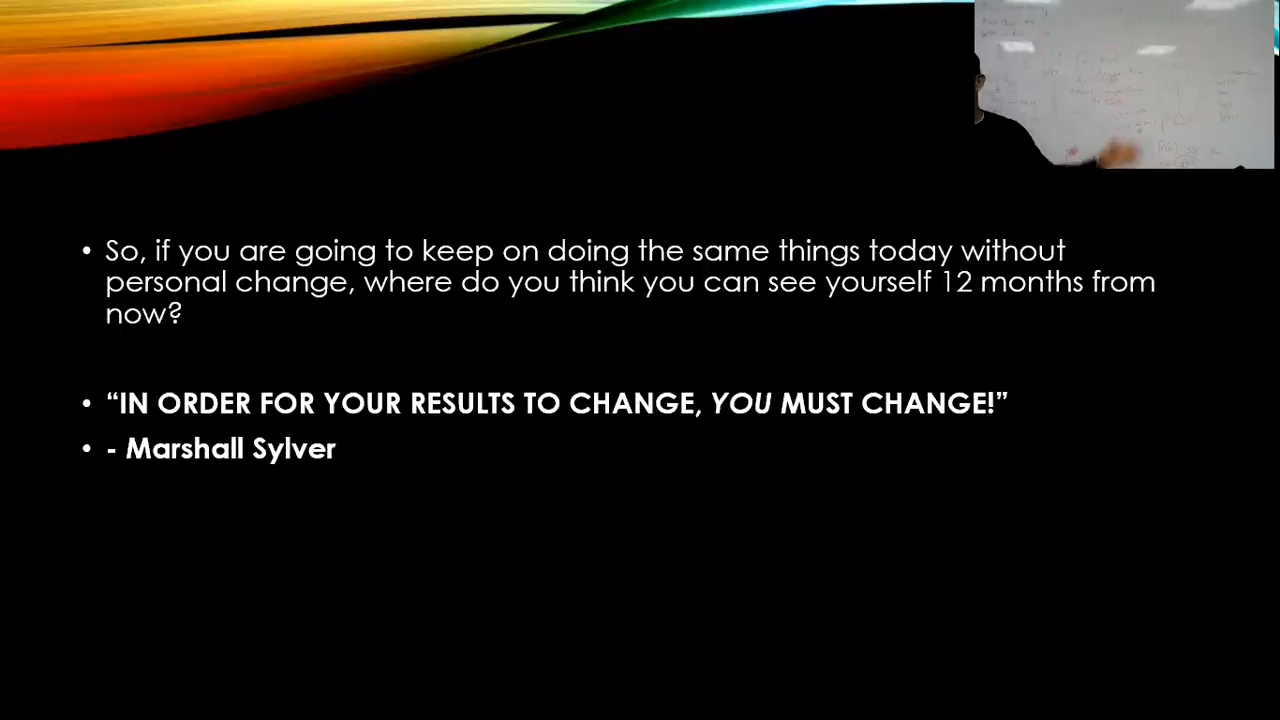 • So, if you are going to keep on doing the same things today without
personal change, where do you think you can see yourself 12 months from
now?
• “IN ORDER FOR YOUR RESULTS TO CHANGE, YOU MUST CHANGE!”
• - Marshall Sylver